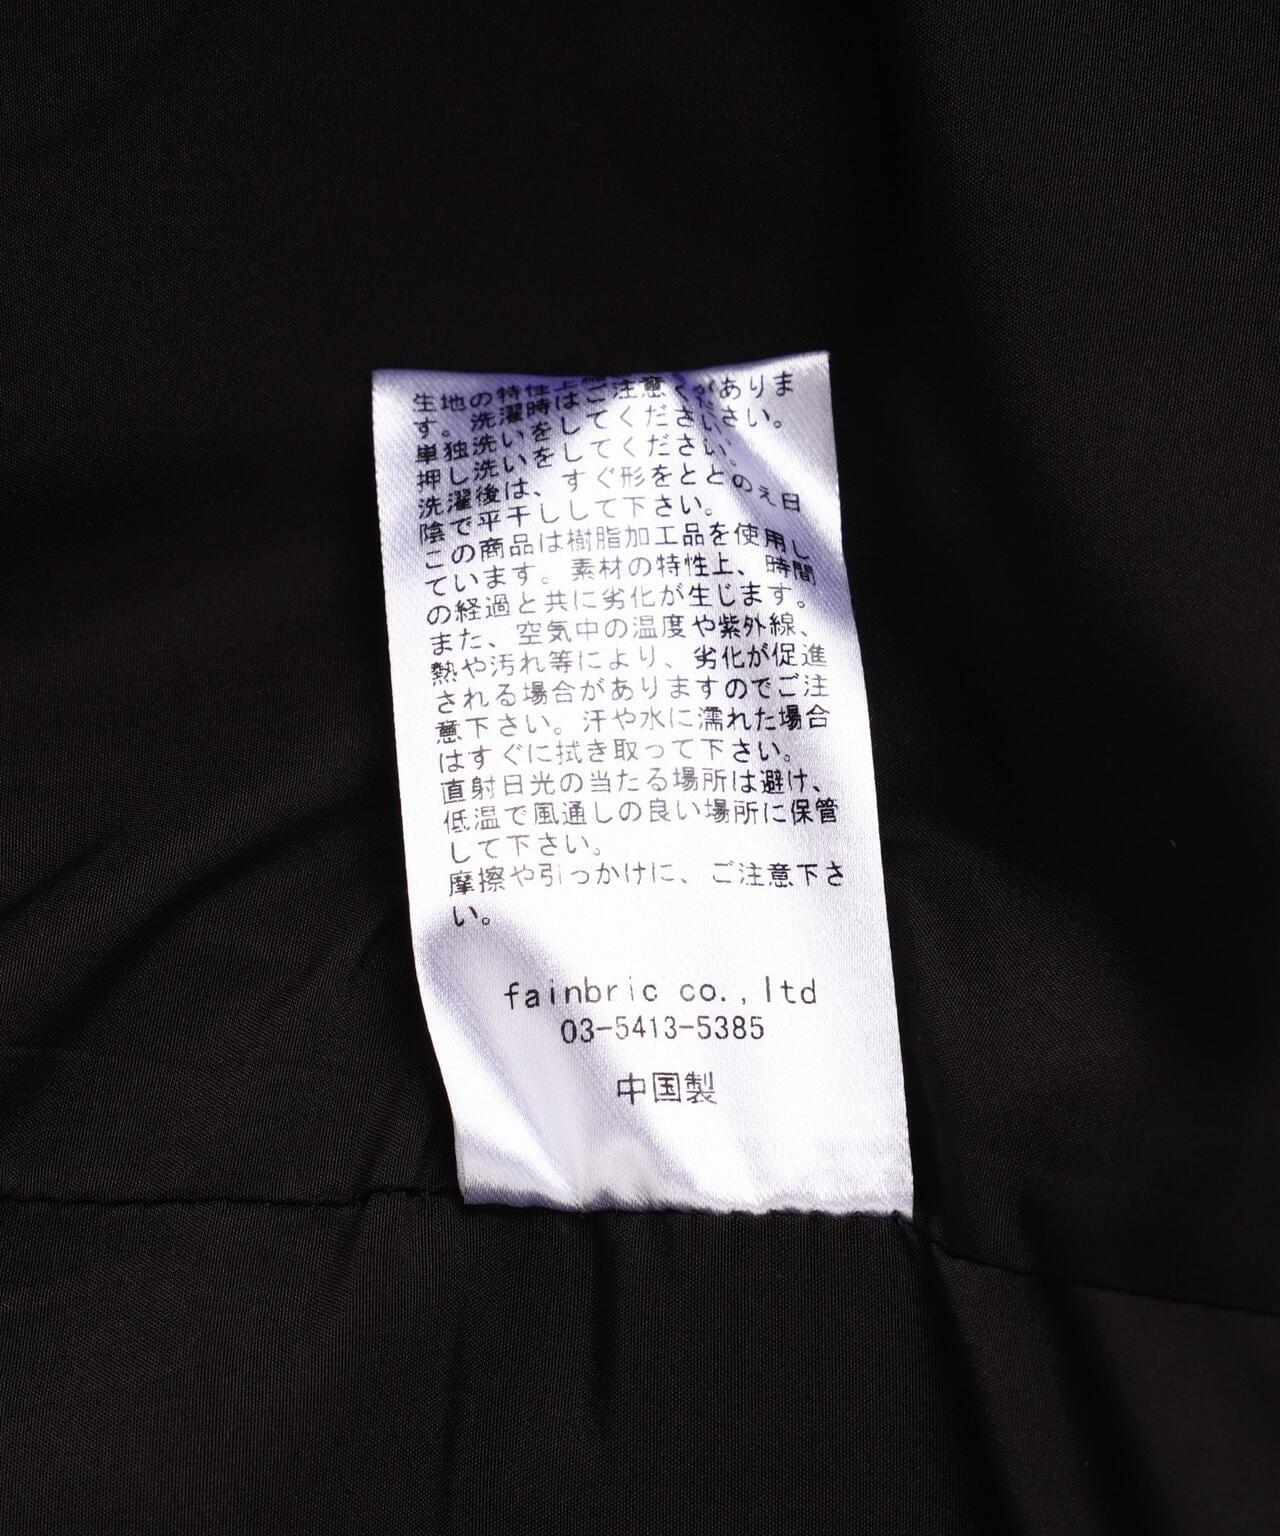 生地の特性上 ご注意 があり ま
す。洗濯時はご注意ください。
単独洗いをしてください。
押し洗いをしてください。
洗濯後は、すぐ形をととのえ日
陰で平干しして下さい。
この商品は樹脂加工品を使用し
ています。素材の特性上、時間
の経過と共に劣化が生じます。
また、空気中の温度や紫外線、
熱や汚れ等により、劣化が促進
される場合がありますのでご注
意下さい。汗や水に濡れた場合
はすぐに拭き取って下さい。
直射日光の当たる場所は避け、
低温で風通しの良い場所に保管
して下さい。
摩擦や引っかけに、ご注意下さ
い。
fainbric co.,ltd
03-5413-5385
中国製